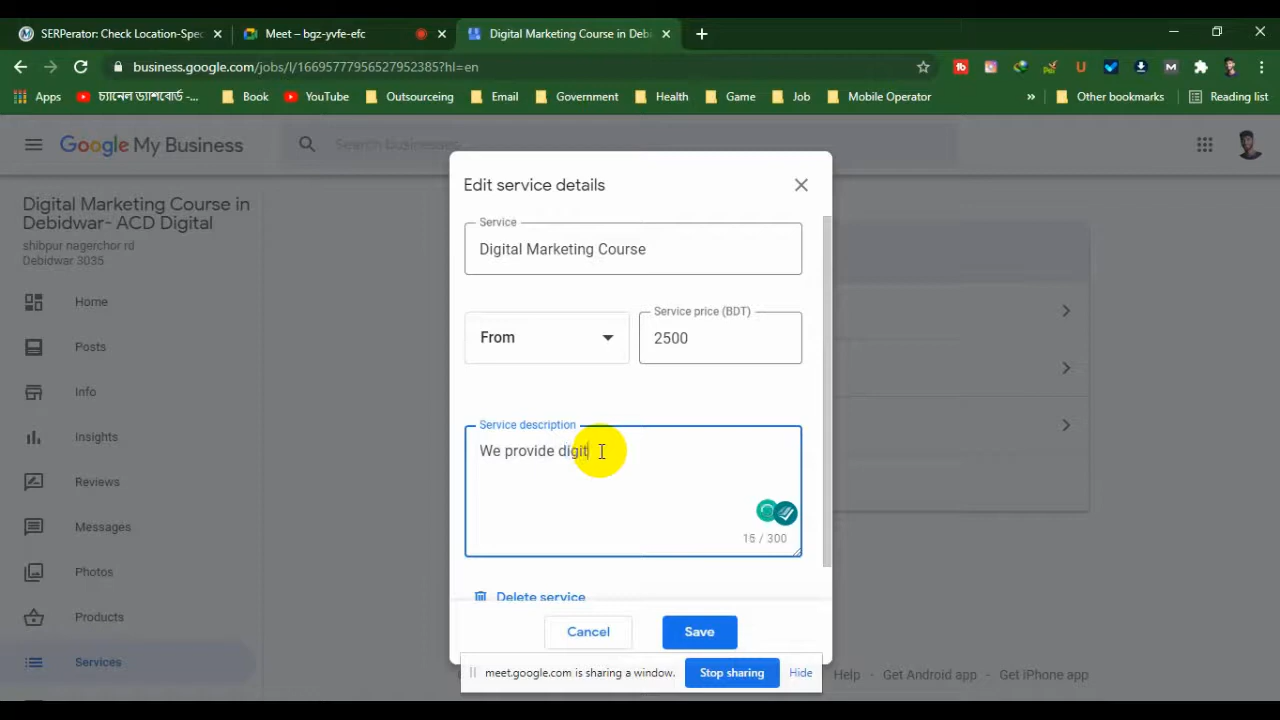 SERPerator: Check Location-Spec
Meet – bgz-yvfe-efc
Digital Marketing Course in Debi
business.google.com/jobs/l/16695777956527952385?hl=en
Apps
চ্যানেল ড্যাশবোর্ড -...
Book
YouTube
Outsourceing
Email
Government
Health
Game
Job
Mobile Operator
»
Other bookmarks
Reading list
Google My Business
Search businesses
Digital Marketing Course in
Debidwar- ACD Digital
shibpur nagerchor rd
Debidwar 3035
Home
Posts
Info
Insights
Reviews
Messages
Photos
Products
Services
Edit service details
Service
Digital Marketing Course
From
Service price (BDT)
2500
Service description
We provide digit
15 / 300
Delete service
Cancel
Save
meet.google.com is sharing a window.
Stop sharing
Hide
Help
Get Android app
Get iPhone app